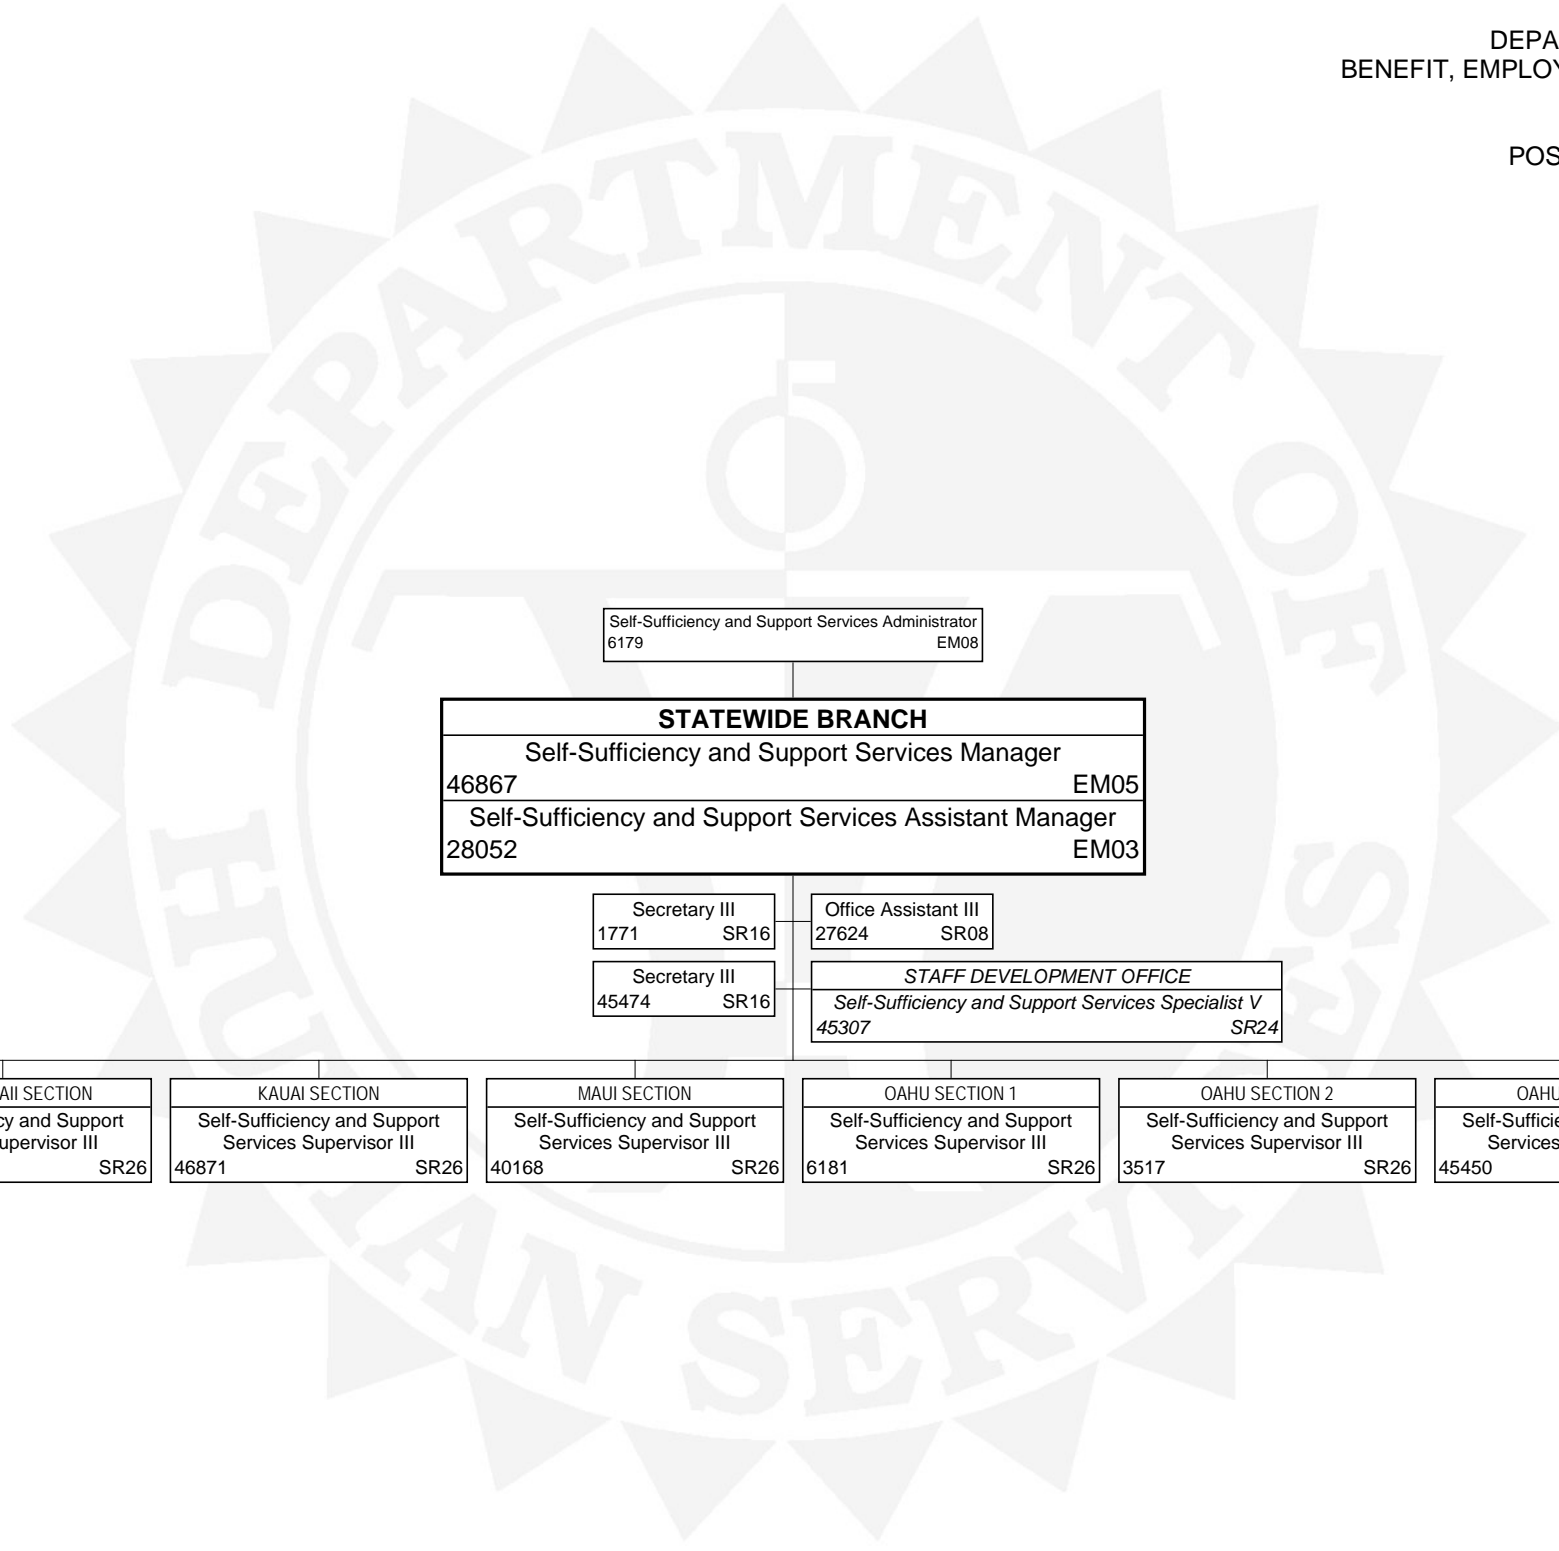 DEPA
BENEFIT, EMPLOY
POS
DEPARTMENT OF
HUMAN SERVICES
Self-Sufficiency and Support Services Administrator
6179 EM08
STATEWIDE BRANCH
Self-Sufficiency and Support Services Manager
46867 EM05
Self-Sufficiency and Support Services Assistant Manager
28052 EM03
Secretary III
1771 SR16
Office Assistant III
27624 SR08
Secretary III
45474 SR16
STAFF DEVELOPMENT OFFICE
Self-Sufficiency and Support Services Specialist V
45307 SR24
AII SECTION
cy and Support
upervisor III
SR26
KAUAI SECTION
Self-Sufficiency and Support
Services Supervisor III
46871 SR26
MAUI SECTION
Self-Sufficiency and Support
Services Supervisor III
40168 SR26
OAHU SECTION 1
Self-Sufficiency and Support
Services Supervisor III
6181 SR26
OAHU SECTION 2
Self-Sufficiency and Support
Services Supervisor III
3517 SR26
OAHU
Self-Sufficie
Services
45450